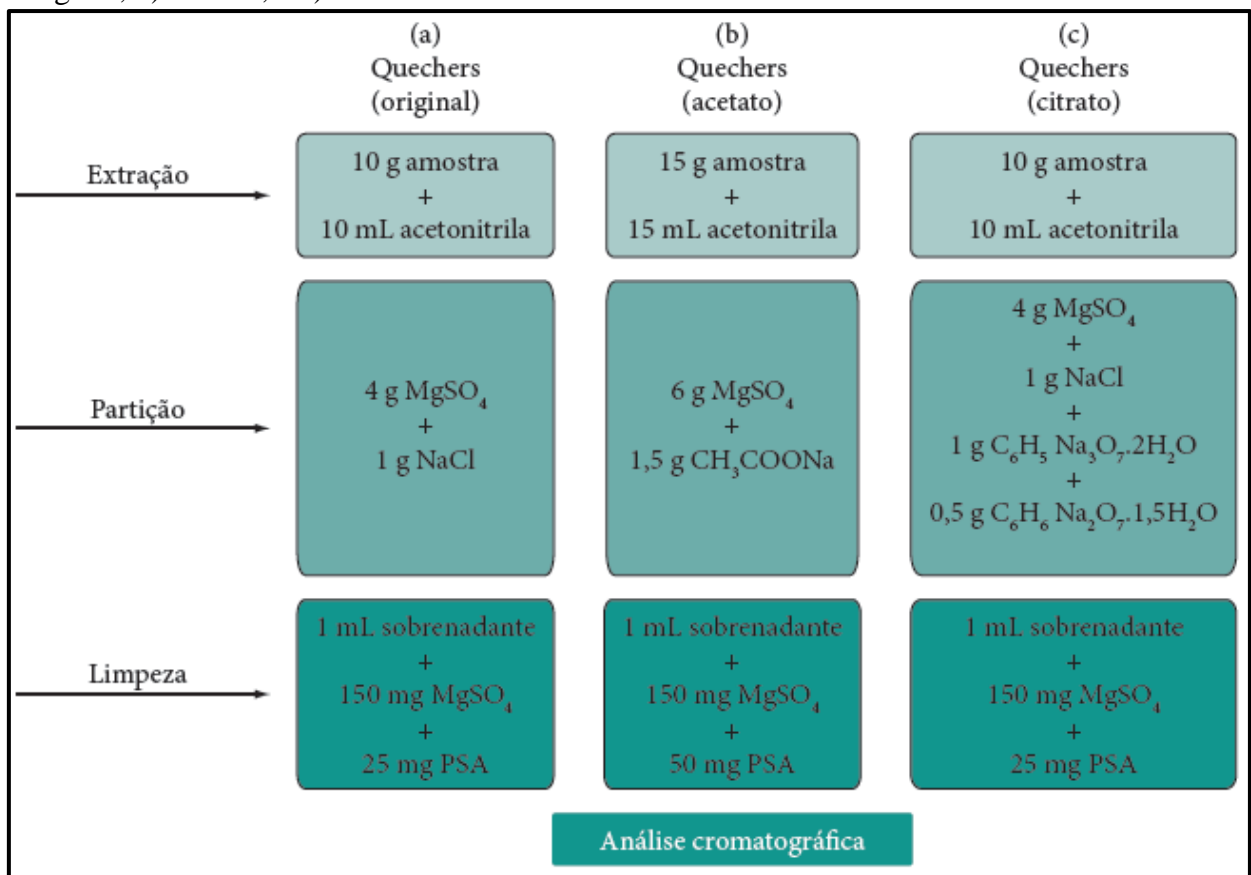 (a)
Quechers
(original)
(b)
Quechers
(acetato)
(c)
Quechers
(citrato)
Extração
10 g amostra
+
10 mL acetonitrila
15 g amostra
+
15 mL acetonitrila
10 g amostra
+
10 mL acetonitrila
Partição
4 g MgSO₄
+
1 g NaCl
6 g MgSO₄
+
1,5 g CH₃COONa
4 g MgSO₄
+
1 g NaCl
+
1 g C₆H₅ Na₃O₇.2H₂O
+
0,5 g C₆H₆ Na₂O₇.1,5H₂O
Limpeza
1 mL sobrenadante
+
150 mg MgSO₄
+
25 mg PSA
1 mL sobrenadante
+
150 mg MgSO₄
+
50 mg PSA
1 mL sobrenadante
+
150 mg MgSO₄
+
25 mg PSA
Análise cromatográfica